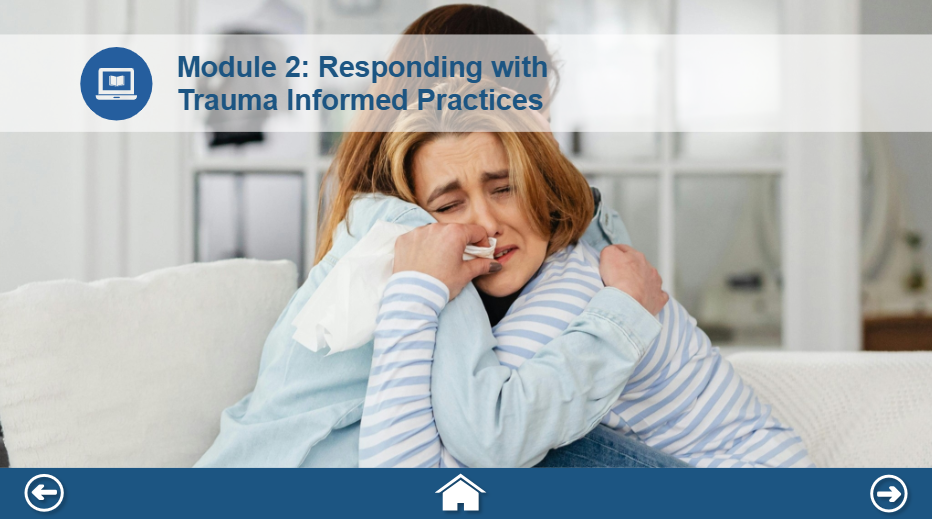 Module 2: Responding with
Trauma Informed Practices